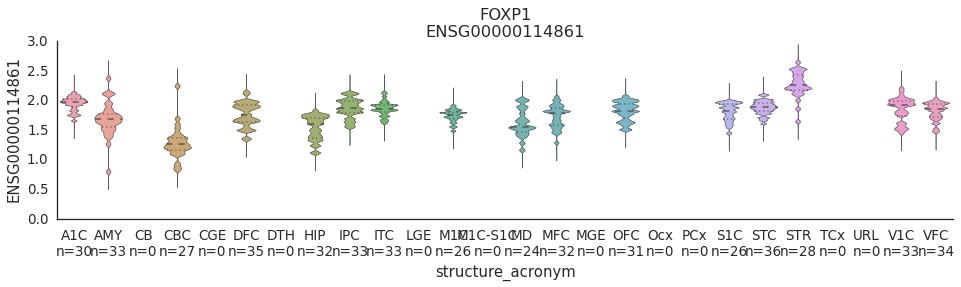 FOXP1
ENSG00000114861
ENSG00000114861
3.0
2.5
2.0
1.5
1.0
0.5
0.0
A1C AMY CB CBC CGE DFC DTH HIP IPC ITC LGE M1C M1C-S1C MD MFC MGE OFC Ocx PCx S1C STC STR TCx URL V1C VFC
n=30 n=33 n=0 n=27 n=0 n=35 n=0 n=32 n=33 n=33 n=0 n=26 n=0 n=24 n=32 n=0 n=31 n=0 n=0 n=26 n=36 n=28 n=0 n=0 n=33 n=34
structure_acronym